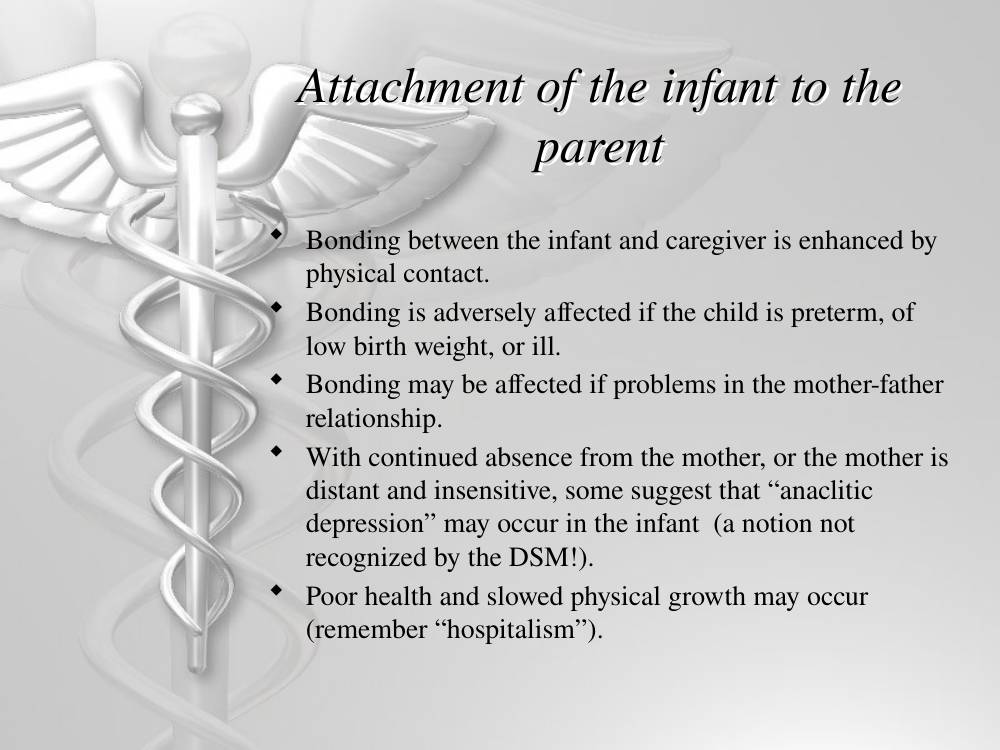 Attachment of the infant to the
parent
◆ Bonding between the infant and caregiver is enhanced by
physical contact.
◆ Bonding is adversely affected if the child is preterm, of
low birth weight, or ill.
◆ Bonding may be affected if problems in the mother-father
relationship.
◆ With continued absence from the mother, or the mother is
distant and insensitive, some suggest that “anaclitic
depression” may occur in the infant  (a notion not
recognized by the DSM!).
◆ Poor health and slowed physical growth may occur
(remember “hospitalism”).